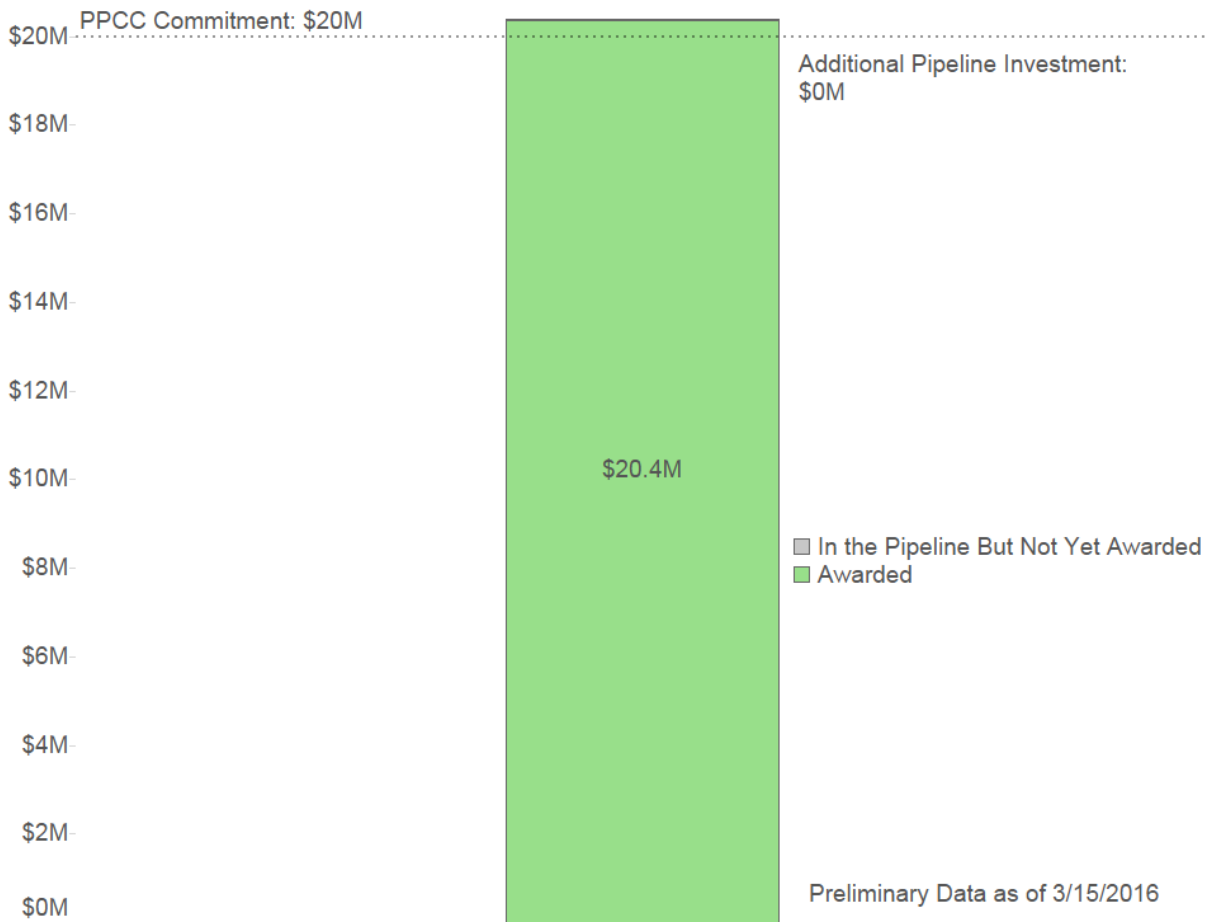 PPCC Commitment: $20M
$20M
Additional Pipeline Investment:
$0M
$18M
$16M
$14M
$12M
$10M
$20.4M
In the Pipeline But Not Yet Awarded
$8M
Awarded
$6M
$4M
$2M
Preliminary Data as of 3/15/2016
$0M